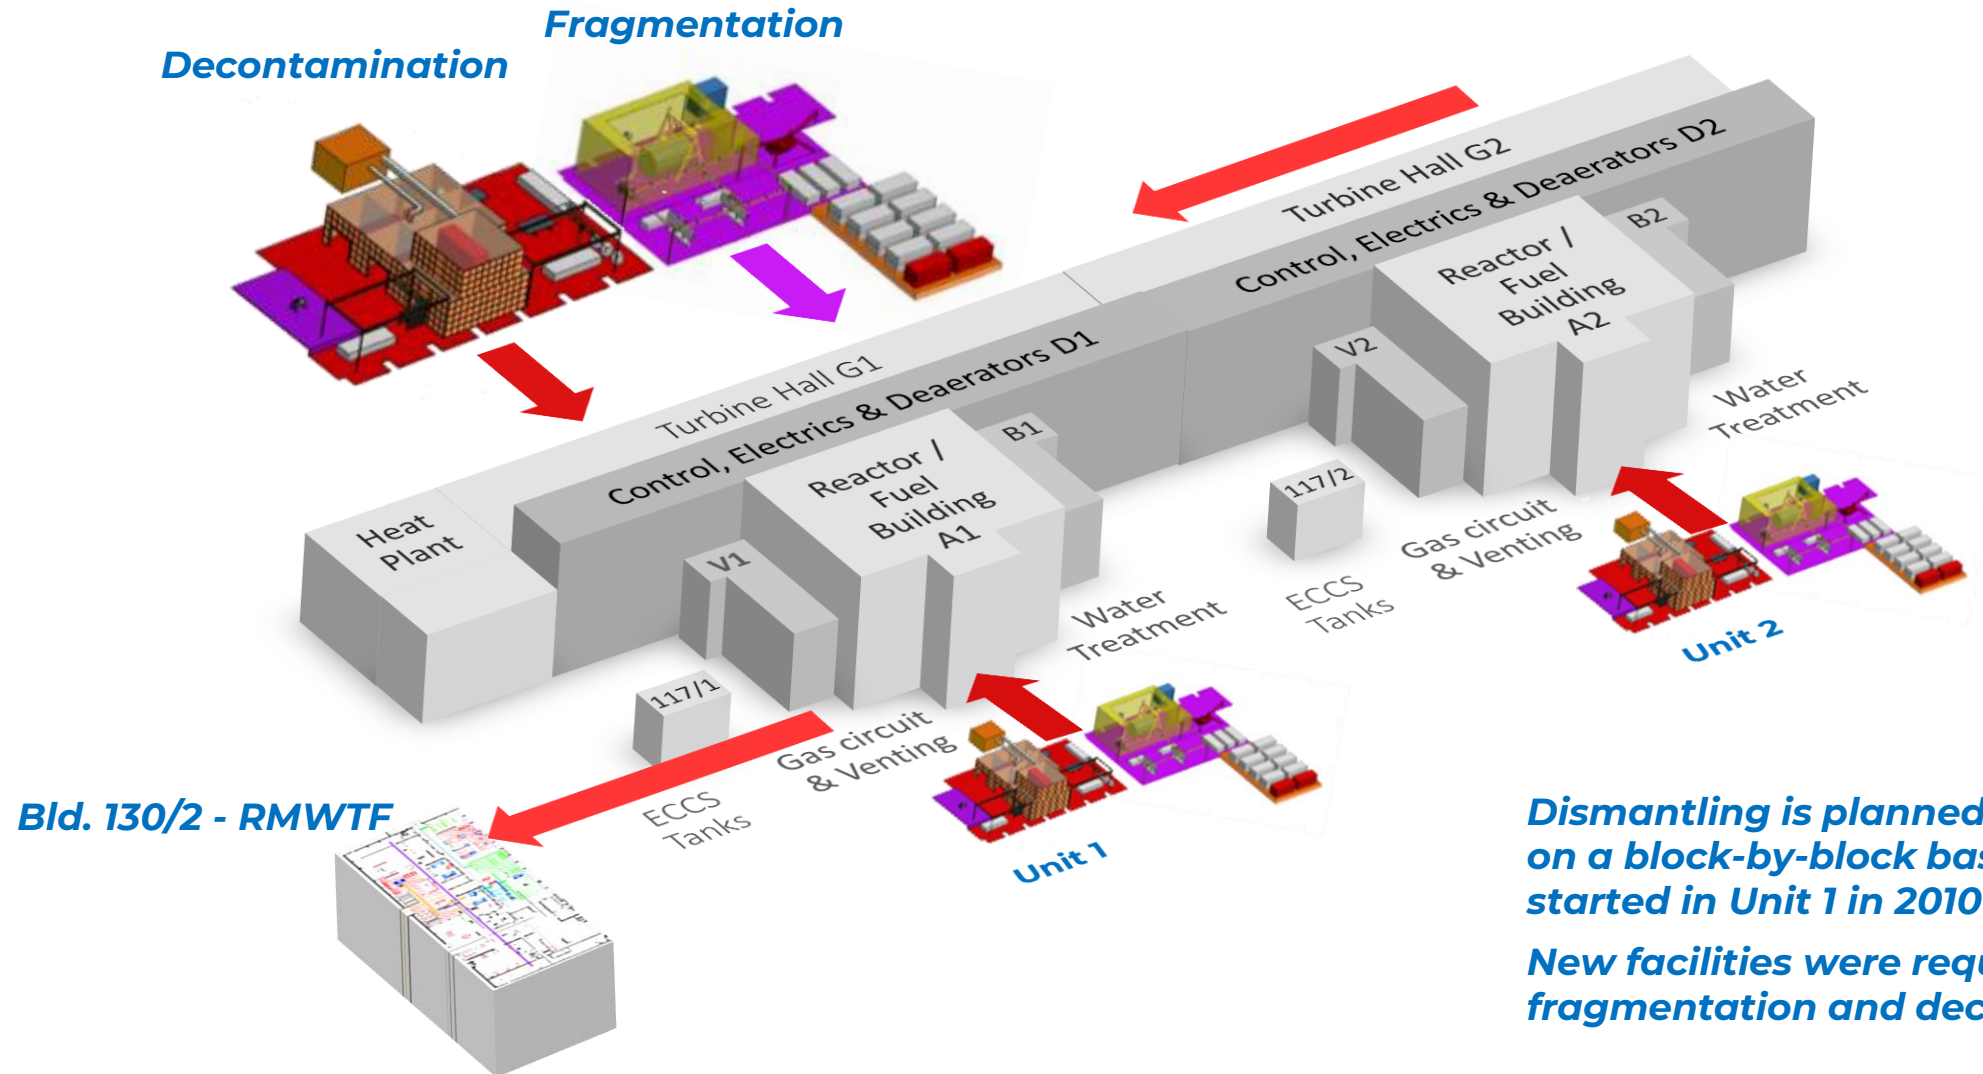 Fragmentation
Decontamination
Turbine Hall G2
Control, Electrics & Deaerators D2
Reactor /
Fuel
Building
A2
B2
V2
Water
Treatment
117/2
Gas circuit
& Venting
ECCS
Tanks
Unit 2
Turbine Hall G1
Control, Electrics & Deaerators D1
Reactor /
Fuel
Building
A1
B1
Heat
Plant
V1
Water
Treatment
117/1
Gas circuit
& Venting
ECCS
Tanks
Unit 1
Bld. 130/2 - RMWTF
Dismantling is planned
on a block-by-block bas
started in Unit 1 in 2010
New facilities were requ
fragmentation and dec